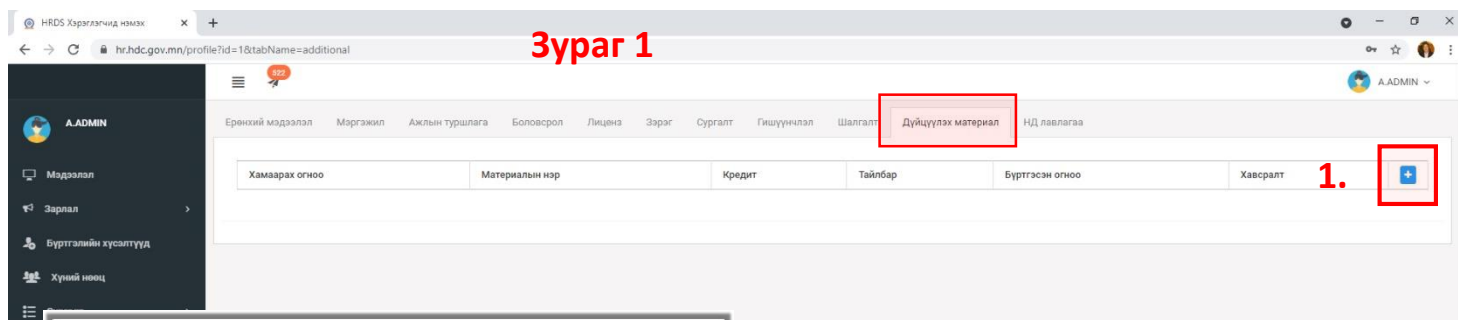 HRDS Хэрэглэгчид нэмэх
hr.hdc.gov.mn/profile?id=1&tabName=additional
Зураг 1
522
A.ADMIN
A.ADMIN
Ерөнхий мэдээлэл Мэргэжил Ажлын туршлага Боловсрол Лиценз Зэрэг Сургалт Гишүүнчлэл Шалгалт Дүйцүүлэх материал НД лавлагаа
Мэдээлэл
Хамаарах огноо Материалын нэр Кредит Тайлбар Бүртгэсэн огноо Хавсралт 1. +
Зарлал
Бүртгэлийн хүсэлтүүд
Хүний нөөц